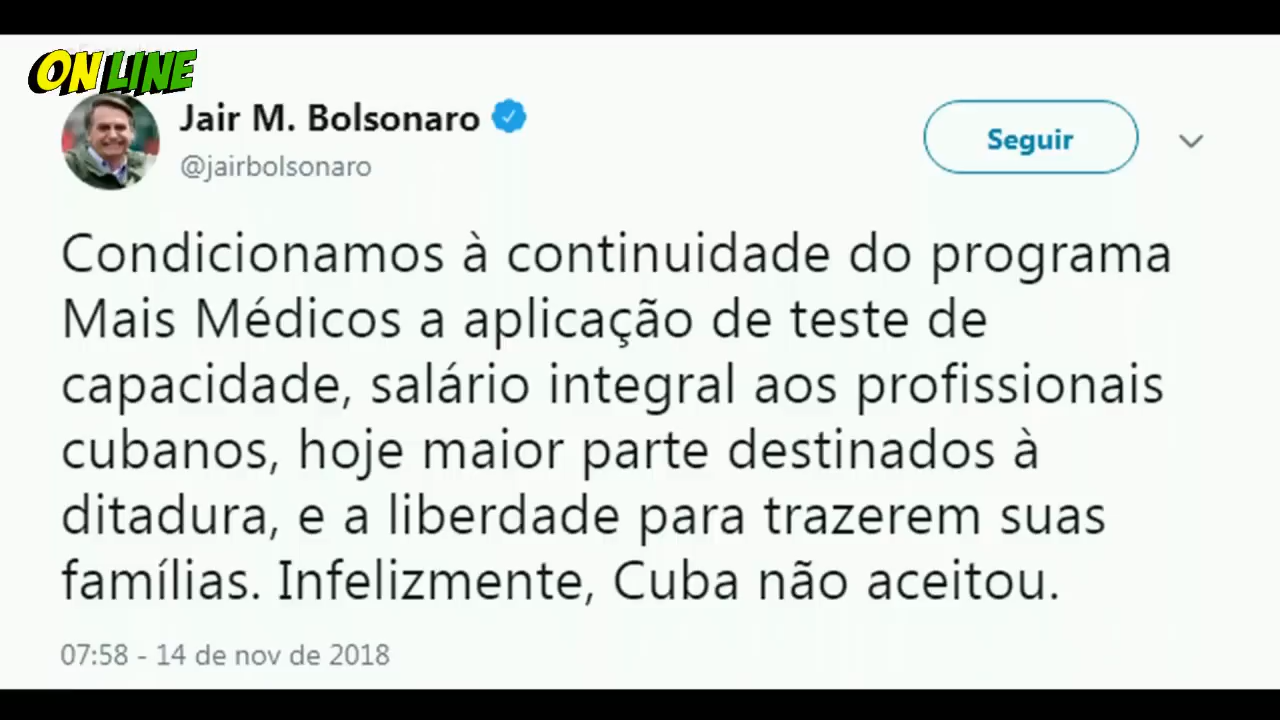 ONLINE
Jair M. Bolsonaro
@jairbolsonaro
Seguir
Condicionamos à continuidade do programa
Mais Médicos a aplicação de teste de
capacidade, salário integral aos profissionais
cubanos, hoje maior parte destinados à
ditadura, e a liberdade para trazerem suas
famílias. Infelizmente, Cuba não aceitou.
07:58 - 14 de nov de 2018